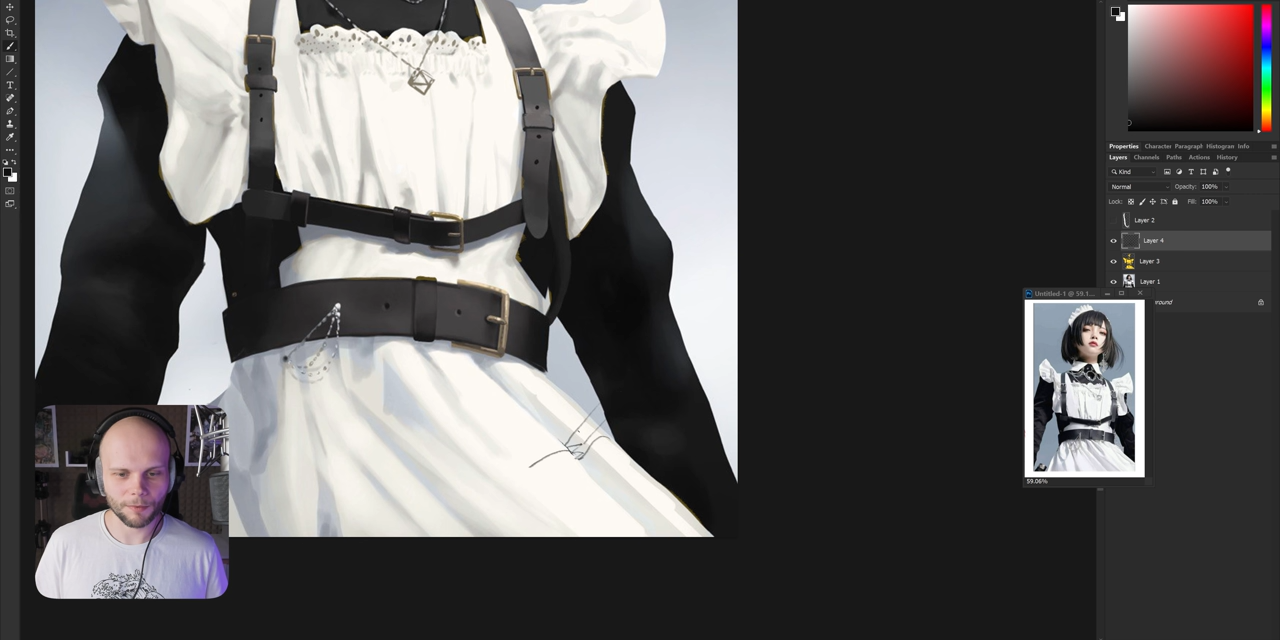 Properties Character Paragraph Histogram Info
Layers Channels Paths Actions History
Kind
Normal Opacity: 100%
Lock: Fill: 100%
Layer 2
Layer 4
Layer 3
Layer 1
Untitled-1 @ 59.1...
59.06%